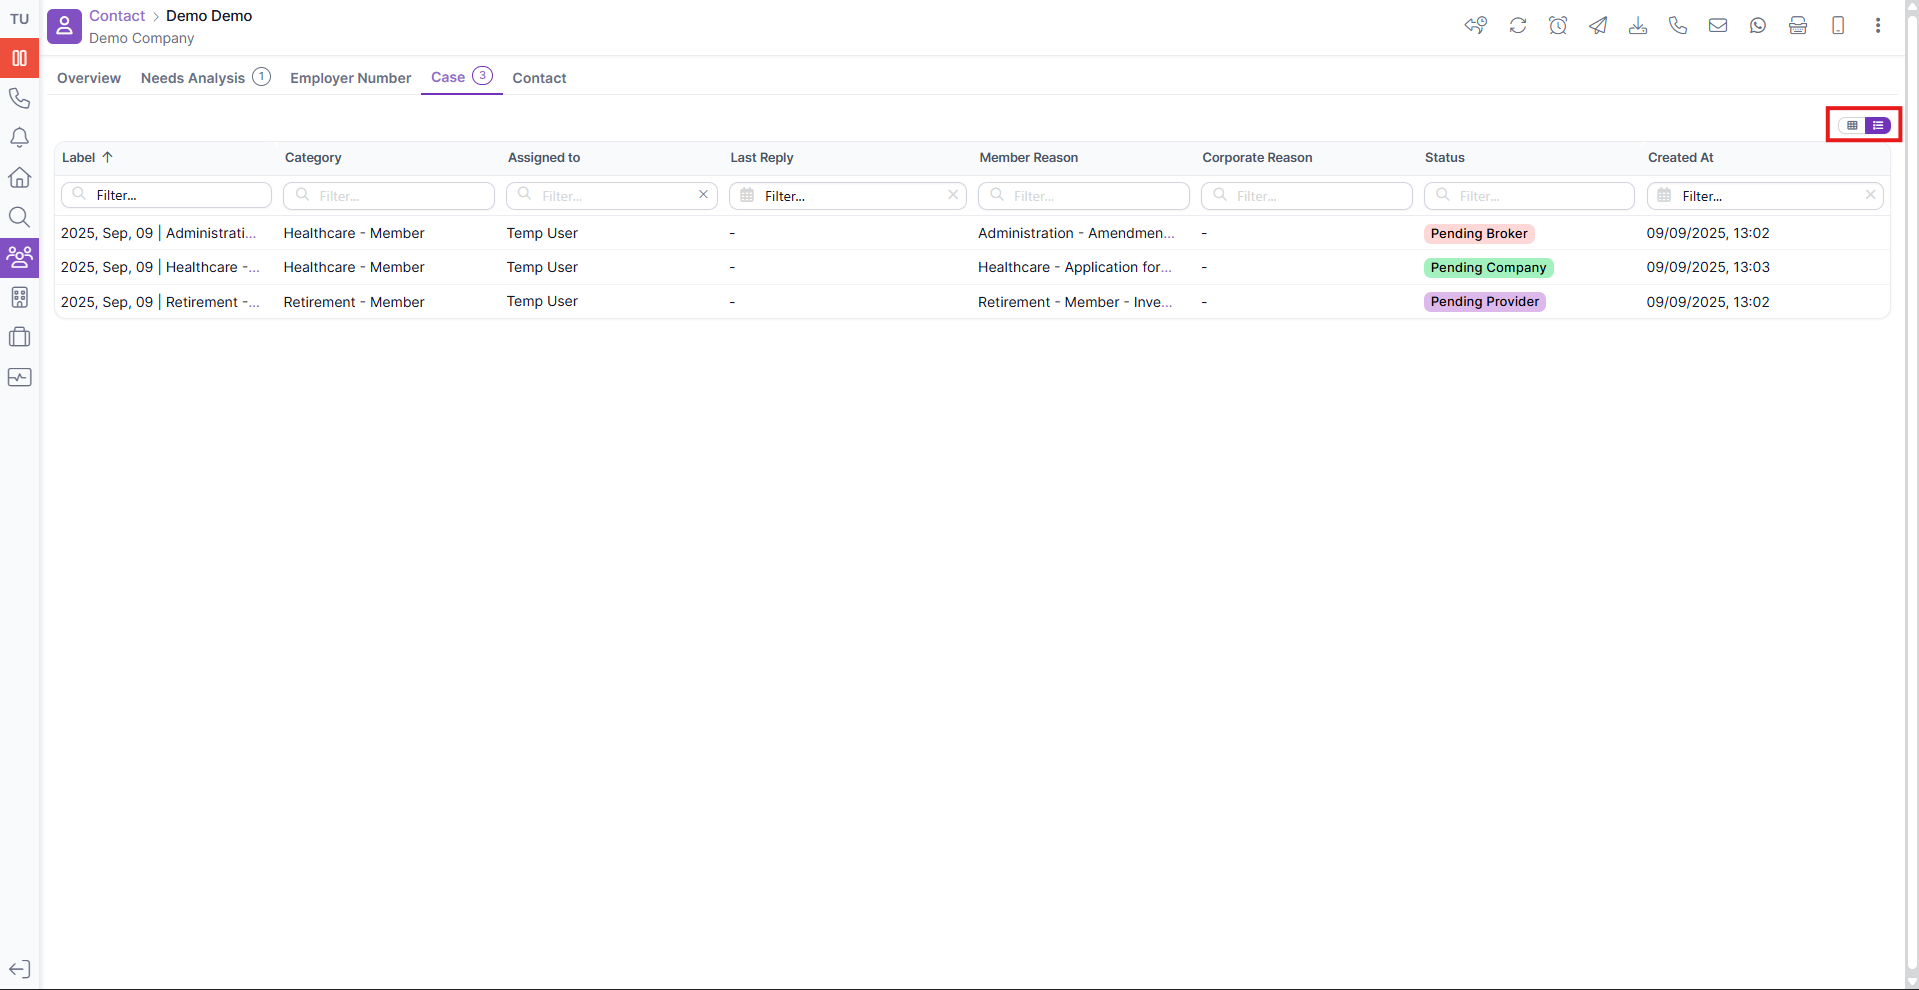 TU
Contact > Demo Demo
Demo Company
Overview Needs Analysis 1 Employer Number Case 3 Contact
Label Category Assigned to Last Reply Member Reason Corporate Reason Status Created At
Filter... Filter... Filter... Filter... Filter... Filter... Filter... Filter...
2025, Sep, 09 | Administrati... Healthcare - Member Temp User - Administration - Amendmen... - Pending Broker 09/09/2025, 13:02
2025, Sep, 09 | Healthcare -... Healthcare - Member Temp User - Healthcare - Application for... - Pending Company 09/09/2025, 13:03
2025, Sep, 09 | Retirement -... Retirement - Member Temp User - Retirement - Member - Inve... - Pending Provider 09/09/2025, 13:02